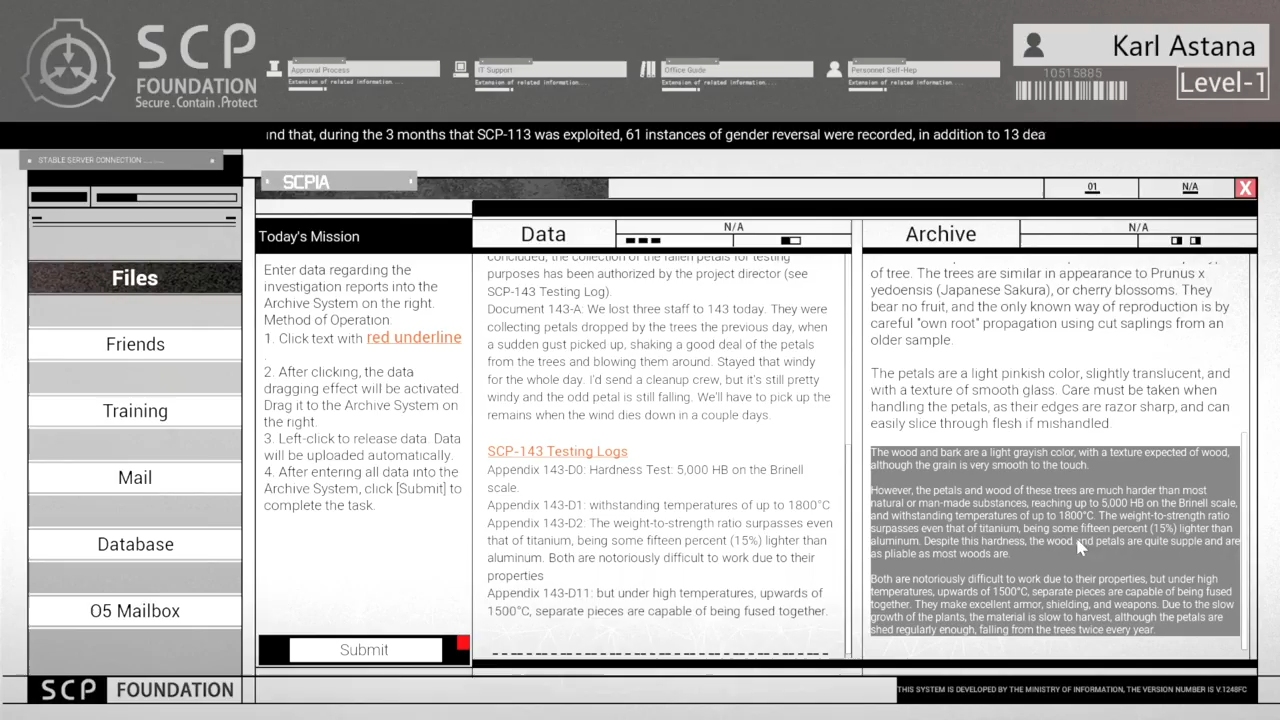 SCP
FOUNDATION
Secure .Contain .Protect
Approval Process
Extension of related information...
IT Support
Extension of related information...
Office Guide
Extension of related information...
Personnel Self-Hep
Extension of related information...
Karl Astana
10515885
Level-1
nd that, during the 3 months that SCP-113 was exploited, 61 instances of gender reversal were recorded, in addition to 13 dea
STABLE SERVER CONNECTION .........
Files
Friends
Training
Mail
Database
O5 Mailbox
SCPIA
01
N/A
X
Today's Mission
Enter data regarding the
investigation reports into the
Archive System on the right.
Method of Operation
1. Click text with red underline
.
2. After clicking, the data
dragging effect will be activated.
Drag it to the Archive System on
the right.
3. Left-click to release data. Data
will be uploaded automatically.
4. After entering all data into the
Archive System, click [Submit] to
complete the task.
Submit
Data
N/A
concluded, the collection of the fallen petals for testing
purposes has been authorized by the project director (see
SCP-143 Testing Log).
Document 143-A: We lost three staff to 143 today. They were
collecting petals dropped by the trees the previous day, when
a sudden gust picked up, shaking a good deal of the petals
from the trees and blowing them around. Stayed that windy
for the whole day. I'd send a cleanup crew, but it's still pretty
windy and the odd petal is still falling. We'll have to pick up the
remains when the wind dies down in a couple days.
SCP-143 Testing Logs
Appendix 143-D0: Hardness Test: 5,000 HB on the Brinell
scale.
Appendix 143-D1: withstanding temperatures of up to 1800°C
Appendix 143-D2: The weight-to-strength ratio surpasses even
that of titanium, being some fifteen percent (15%) lighter than
aluminum. Both are notoriously difficult to work due to their
properties
Appendix 143-D11: but under high temperatures, upwards of
1500°C, separate pieces are capable of being fused together.
Archive
N/A
of tree. The trees are similar in appearance to Prunus x
yedoensis (Japanese Sakura), or cherry blossoms. They
bear no fruit, and the only known way of reproduction is by
careful "own root" propagation using cut saplings from an
older sample.
The petals are a light pinkish color, slightly translucent, and
with a texture of smooth glass. Care must be taken when
handling the petals, as their edges are razor sharp, and can
easily slice through flesh if mishandled.
The wood and bark are a light grayish color, with a texture expected of wood,
although the grain is very smooth to the touch.
However, the petals and wood of these trees are much harder than most
natural or man-made substances, reaching up to 5,000 HB on the Brinell scale,
and withstanding temperatures of up to 1800°C. The weight-to-strength ratio
surpasses even that of titanium, being some fifteen percent (15%) lighter than
aluminum. Despite this hardness, the wood and petals are quite supple and are
as pliable as most woods are.
Both are notoriously difficult to work due to their properties, but under high
temperatures, upwards of 1500°C, separate pieces are capable of being fused
together. They make excellent armor, shielding, and weapons. Due to the slow
growth of the plants, the material is slow to harvest, although the petals are
shed regularly enough, falling from the trees twice every year.
SCP FOUNDATION
THIS SYSTEM IS DEVELOPED BY THE MINISTRY OF INFORMATION, THE VERSION NUMBER IS V.1248FC